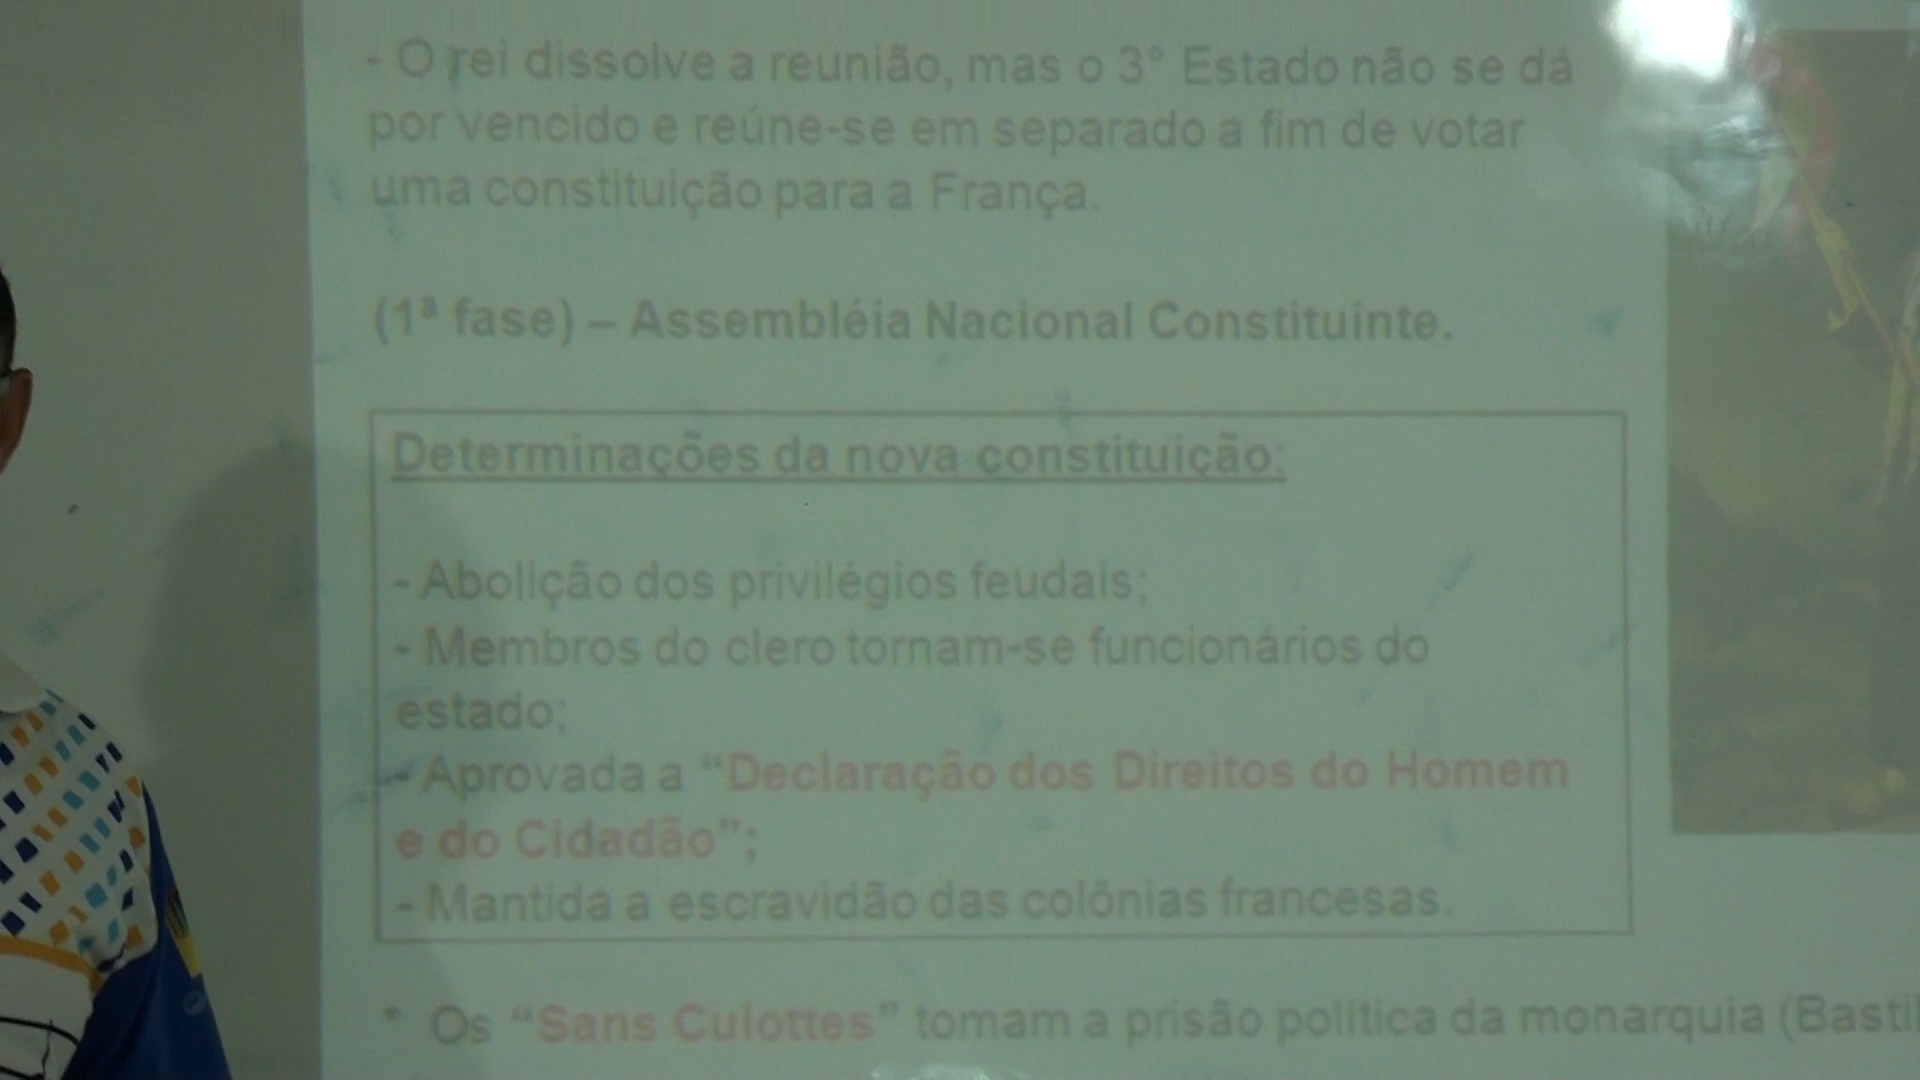 - O rei dissolve a reunião, mas o 3° Estado não se dá
por vencido e reúne-se em separado a fim de votar
uma constituição para a França.
(1ª fase) – Assembléia Nacional Constituinte.
Determinações da nova constituição:
- Abolição dos privilégios feudais;
- Membros do clero tornam-se funcionários do
estado;
- Aprovada a “Declaração dos Direitos do Homem
e do Cidadão”;
- Mantida a escravidão das colônias francesas.
* Os “Sans Culottes” tomam a prisão política da monarquia (Bastil